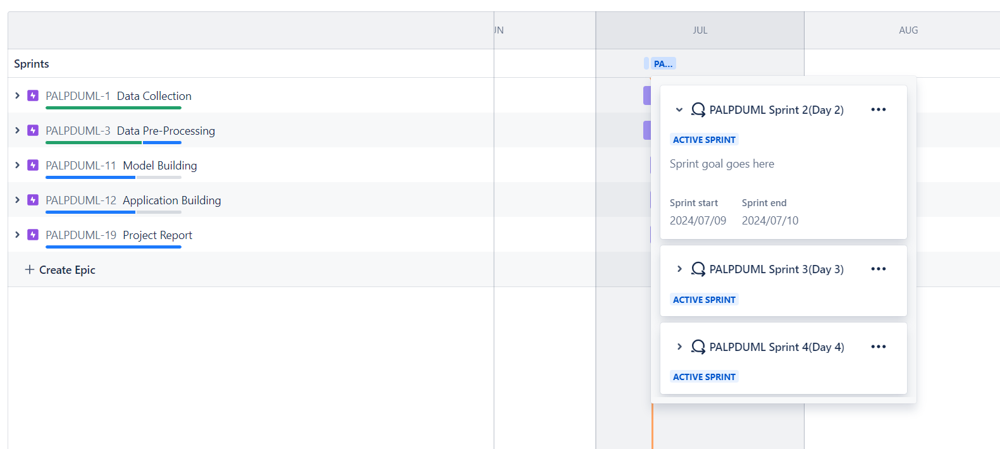 JUN
JUL
AUG
Sprints
PA...
PALPDUML-1 Data Collection
PALPDUML-3 Data Pre-Processing
PALPDUML-11 Model Building
PALPDUML-12 Application Building
PALPDUML-19 Project Report
+ Create Epic
PALPDUML Sprint 2(Day 2)
ACTIVE SPRINT
Sprint goal goes here
Sprint start Sprint end
2024/07/09 2024/07/10
PALPDUML Sprint 3(Day 3)
ACTIVE SPRINT
PALPDUML Sprint 4(Day 4)
ACTIVE SPRINT